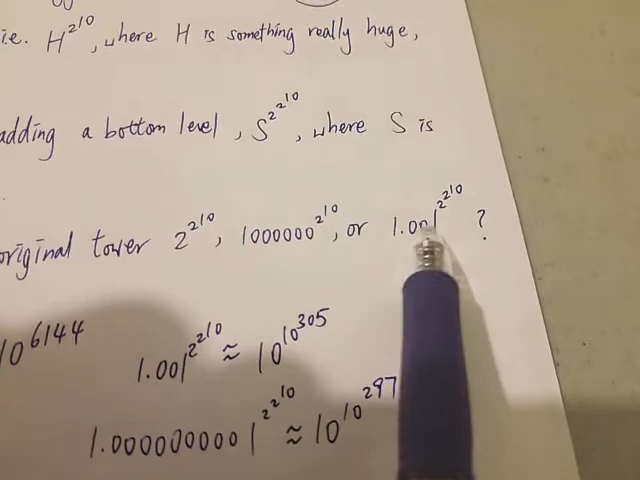 i.e. H^2^10, where H is something really huge,
adding a bottom level, S^2^2^10, where S is
original tower 2^2^10, 1000000^2^10, or 1.001^2^2^10 ?
10^6144 1.001^2^2^10 ≈ 10^10^305
1.0000000001^2^2^10 ≈ 10^10^297